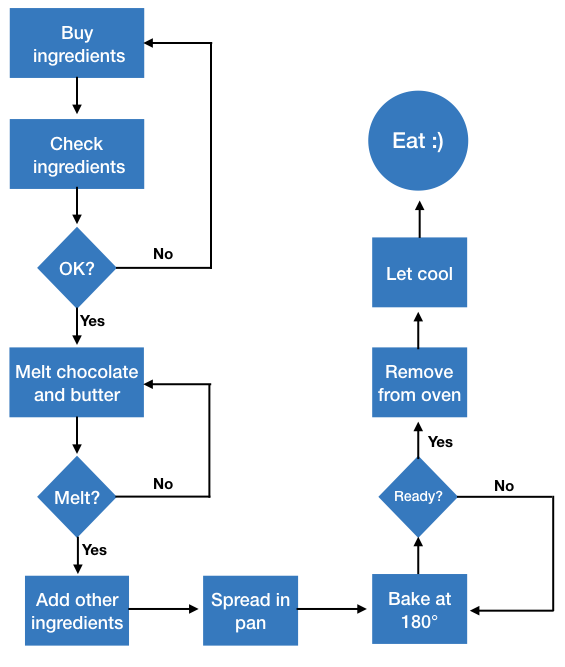 Buy
ingredients
Check
ingredients
OK?
No
Yes
Melt chocolate
and butter
Melt?
No
Yes
Add other
ingredients
Spread in
pan
Bake at
180°
Ready?
No
Yes
Remove
from oven
Let cool
Eat :)